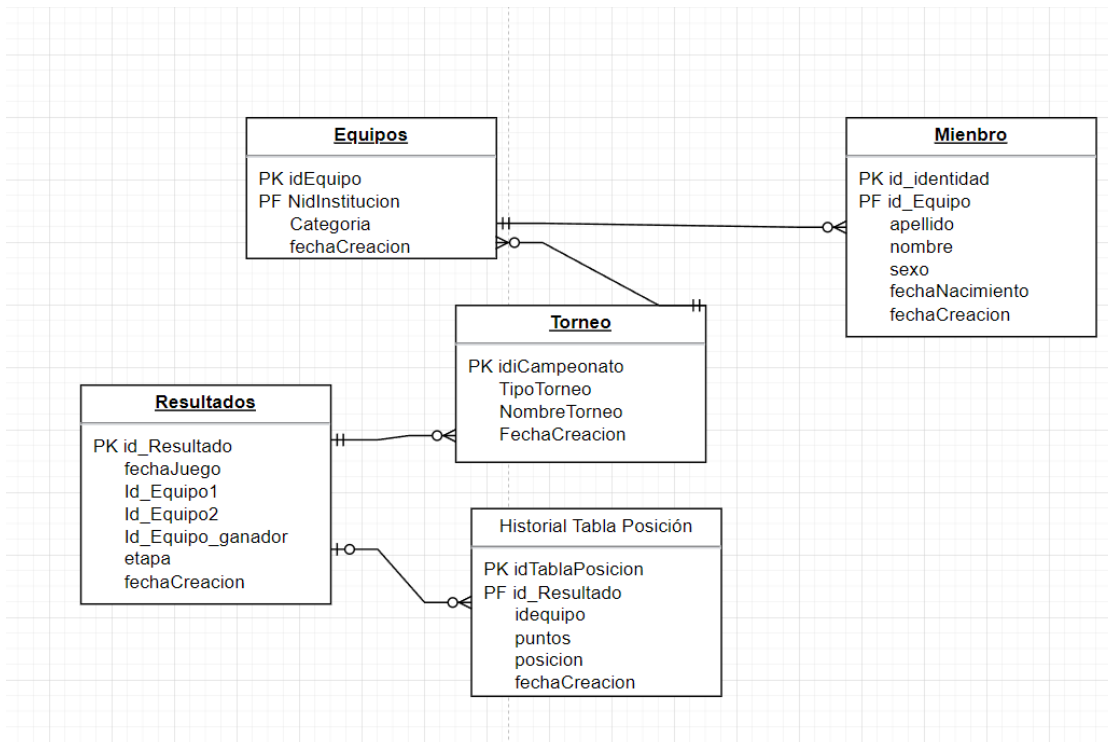 Equipos
PK idEquipo
PF NidInstitucion
Categoria
fechaCreacion
Mienbro
PK id_identidad
PF id_Equipo
apellido
nombre
sexo
fechaNacimiento
fechaCreacion
Torneo
PK idiCampeonato
TipoTorneo
NombreTorneo
FechaCreacion
Resultados
PK id_Resultado
fechaJuego
Id_Equipo1
Id_Equipo2
Id_Equipo_ganador
etapa
fechaCreacion
Historial Tabla Posición
PK idTablaPosicion
PF id_Resultado
idequipo
puntos
posicion
fechaCreacion